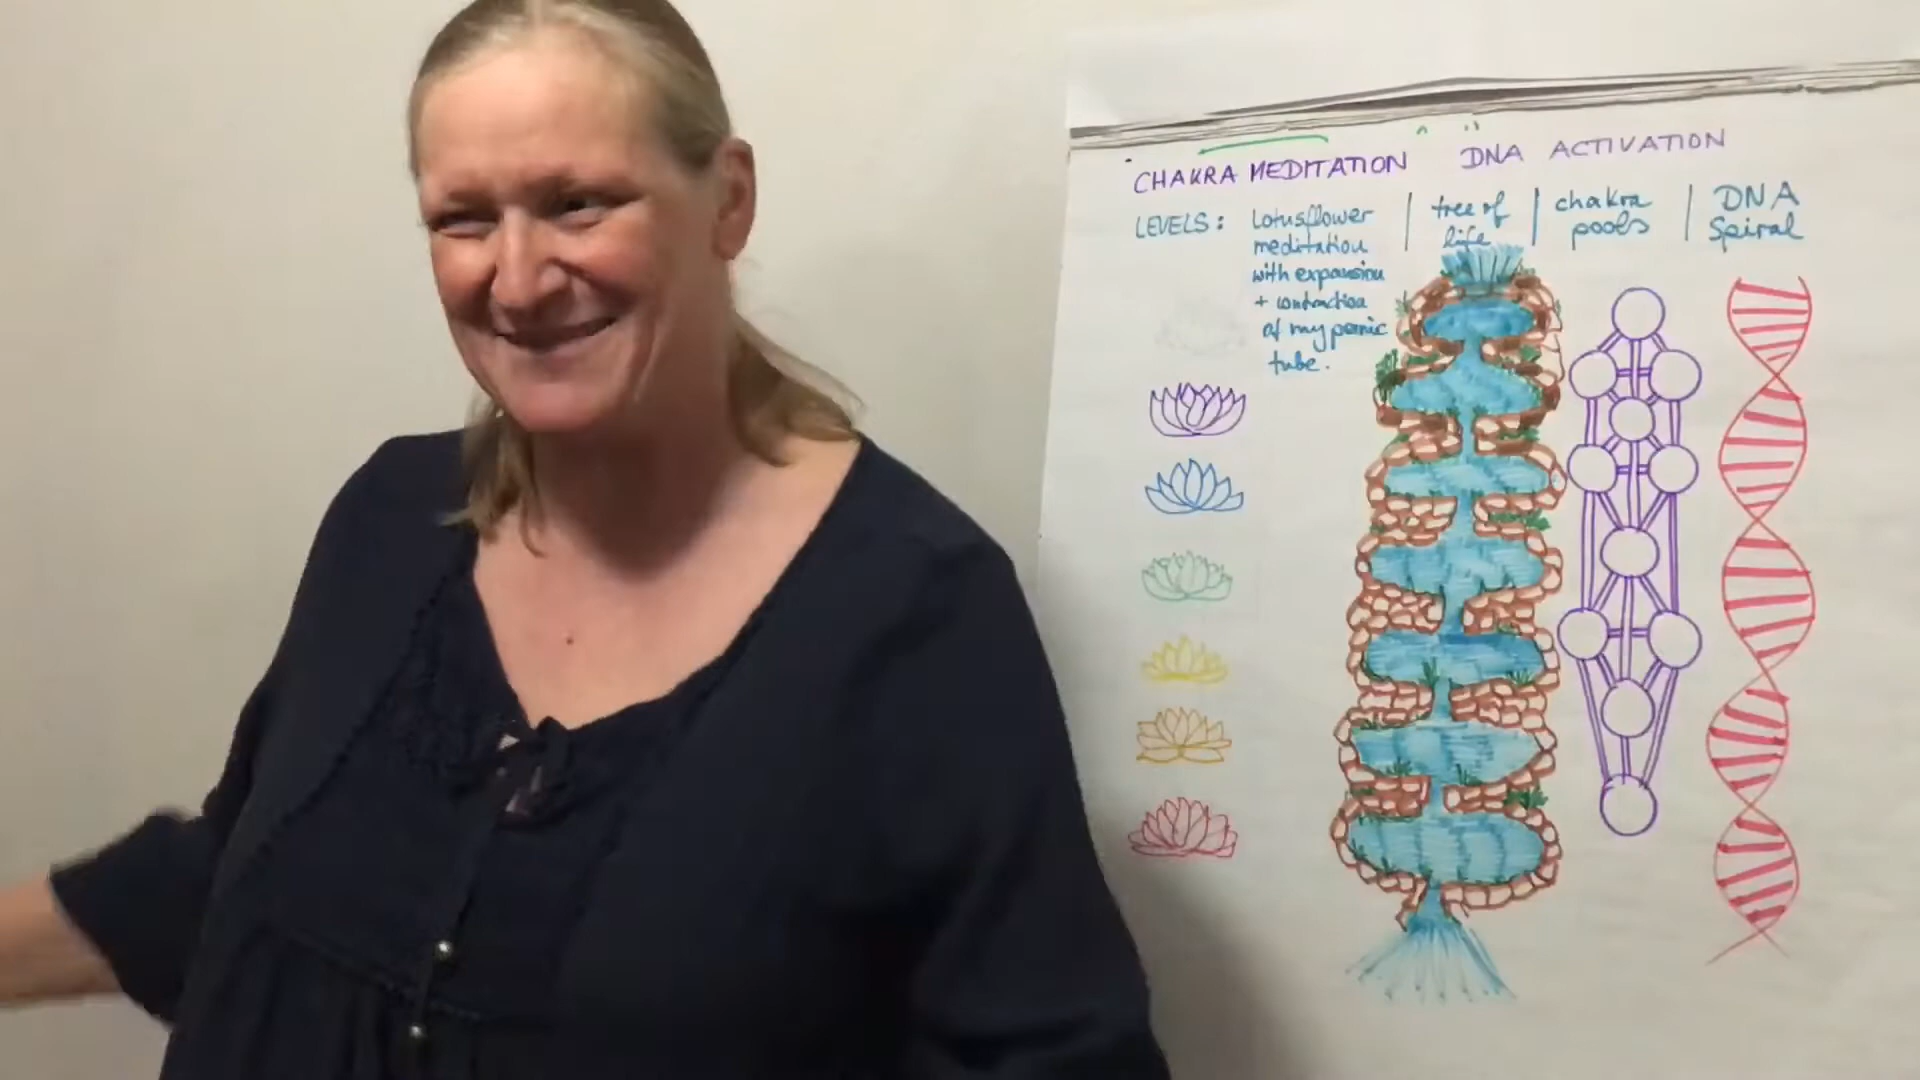 CHAKRA MEDITATION DNA ACTIVATION
LEVELS:
Lotusflower
meditation
with expansion
+ contraction
of my pranic
tube.
tree of
life
chakra
pools
DNA
Spiral